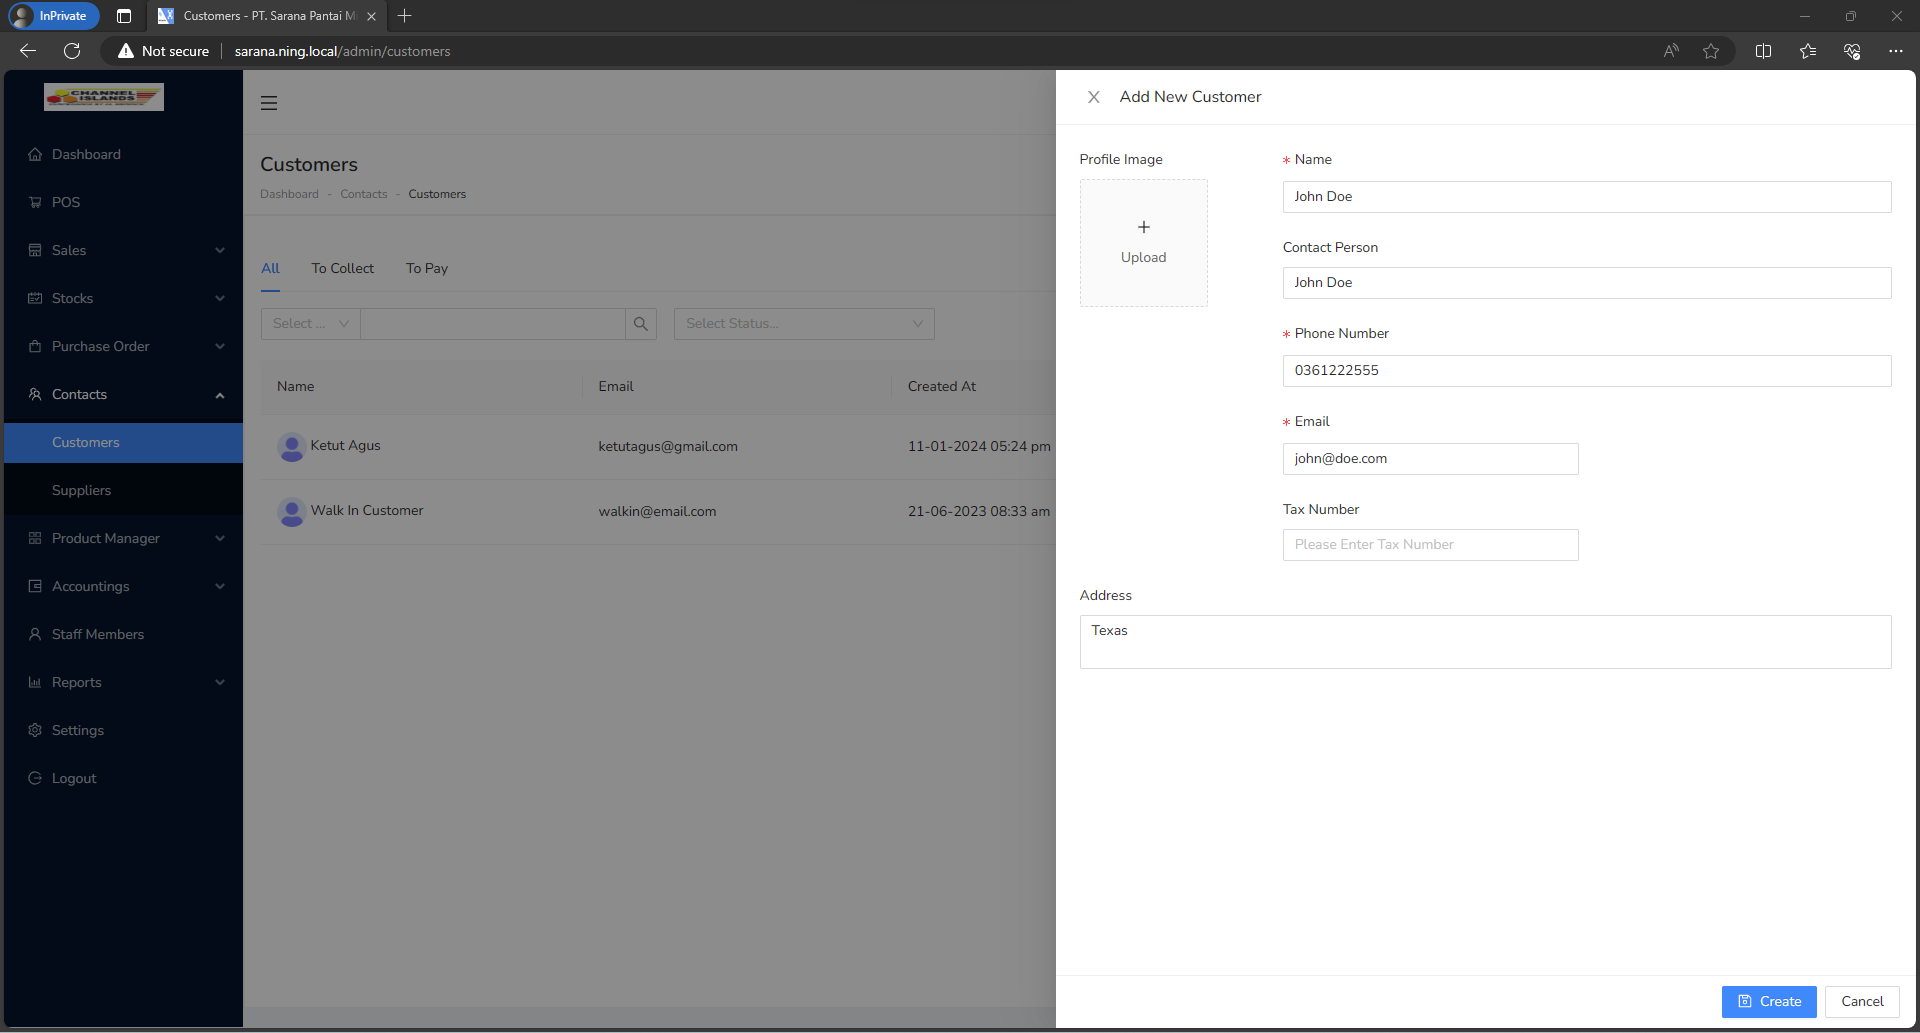 InPrivate
Customers - PT. Sarana Pantai M
Not secure
sarana.ning.local/admin/customers
CHANNEL
ISLANDS
Dashboard
POS
Sales
Stocks
Purchase Order
Contacts
Customers
Suppliers
Product Manager
Accountings
Staff Members
Reports
Settings
Logout
Customers
Dashboard - Contacts - Customers
All To Collect To Pay
Select ... Select Status...
Name Email Created At
Ketut Agus ketutagus@gmail.com 11-01-2024 05:24 pm
Walk In Customer walkin@email.com 21-06-2023 08:33 am
Add New Customer
Profile Image
+
Upload
* Name
John Doe
Contact Person
John Doe
* Phone Number
0361222555
* Email
john@doe.com
Tax Number
Please Enter Tax Number
Address
Texas
Create Cancel